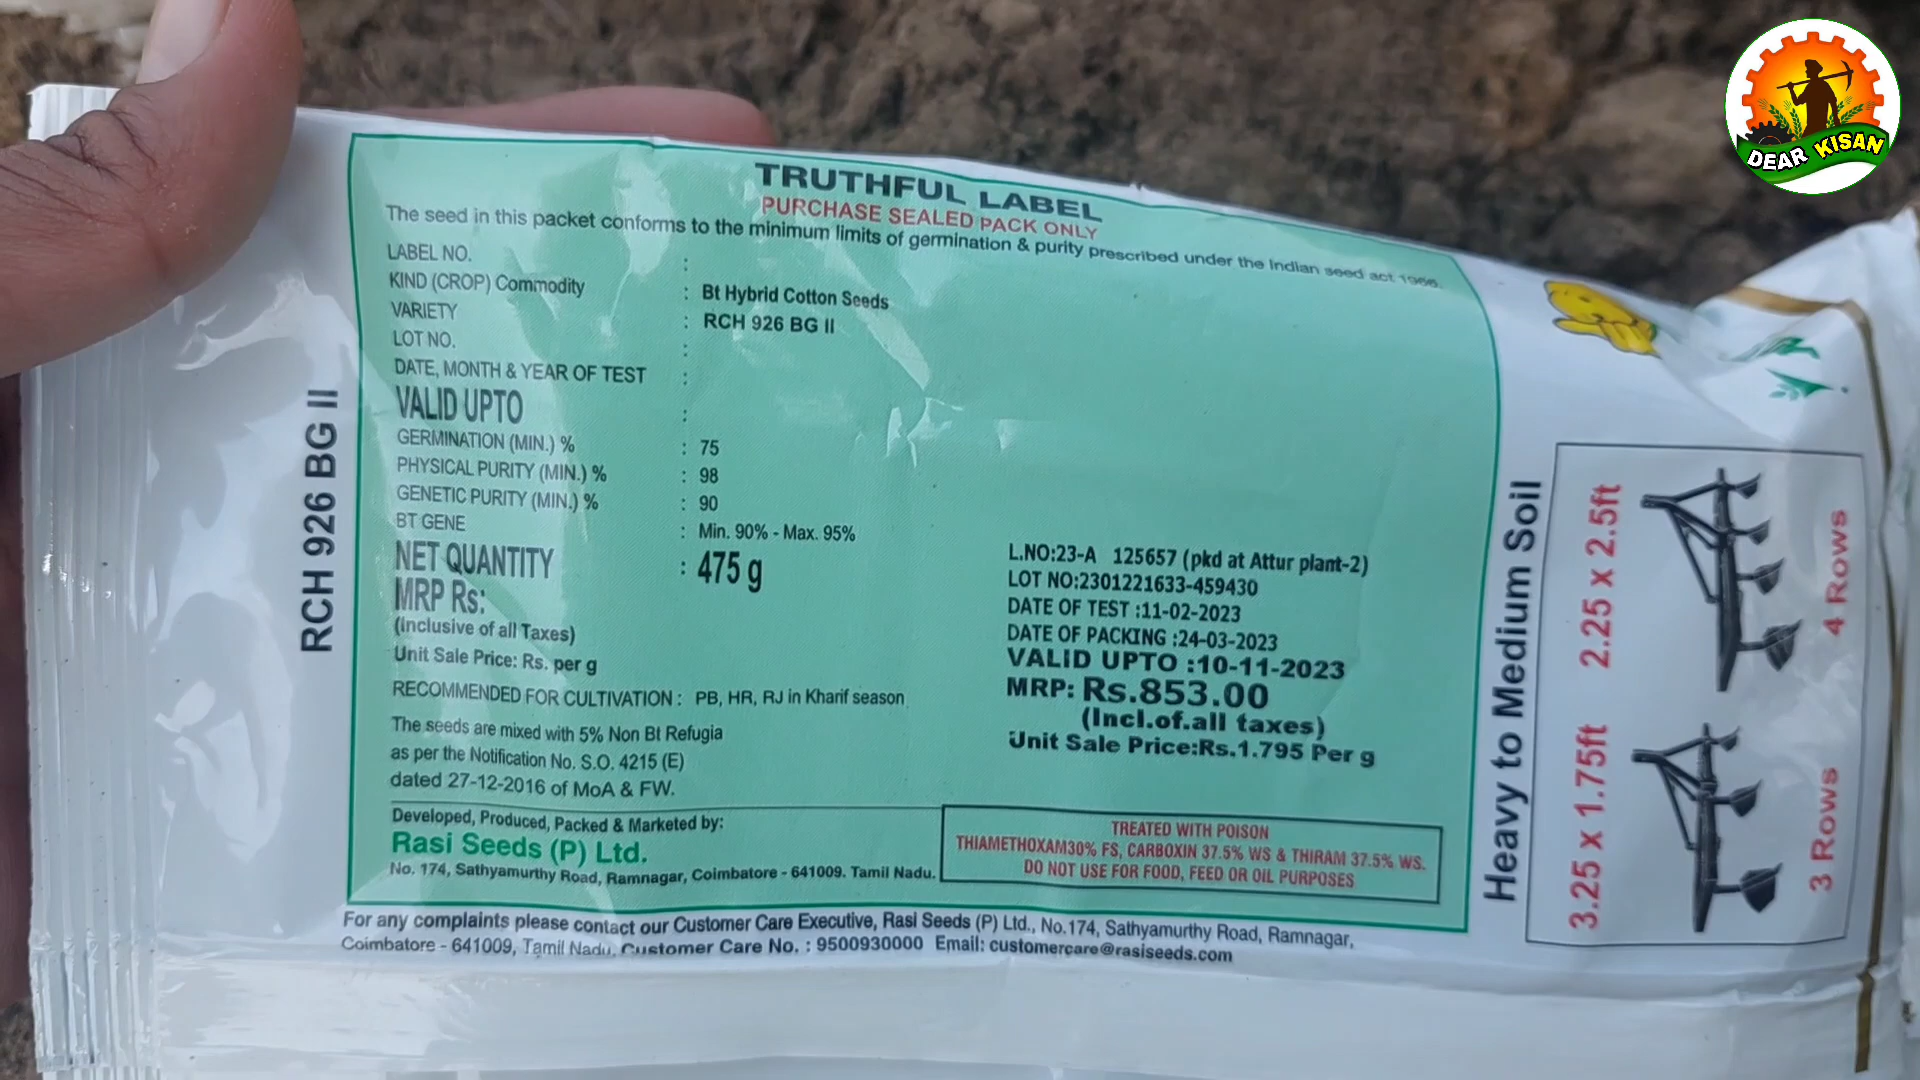 DEAR KISAN
TRUTHFUL LABEL
PURCHASE SEALED PACK ONLY
The seed in this packet conforms to the minimum limits of germination & purity prescribed under the Indian seed act 1966.
LABEL NO. :
KIND (CROP) Commodity : Bt Hybrid Cotton Seeds
VARIETY : RCH 926 BG II
LOT NO. :
DATE, MONTH & YEAR OF TEST :
VALID UPTO :
GERMINATION (MIN.) % : 75
PHYSICAL PURITY (MIN.) % : 98
GENETIC PURITY (MIN.) % : 90
BT GENE : Min. 90% - Max. 95%
NET QUANTITY : 475 g
MRP Rs:
(Inclusive of all Taxes)
Unit Sale Price: Rs. per g
RECOMMENDED FOR CULTIVATION : PB, HR, RJ in Kharif season
The seeds are mixed with 5% Non Bt Refugia
as per the Notification No. S.O. 4215 (E)
dated 27-12-2016 of MoA & FW.
L.NO:23-A 125657 (pkd at Attur plant-2)
LOT NO:2301221633-459430
DATE OF TEST :11-02-2023
DATE OF PACKING :24-03-2023
VALID UPTO :10-11-2023
MRP: Rs.853.00
(Incl.of.all taxes)
Unit Sale Price:Rs.1.795 Per g
Developed, Produced, Packed & Marketed by:
Rasi Seeds (P) Ltd.
No. 174, Sathyamurthy Road, Ramnagar, Coimbatore - 641009. Tamil Nadu.
TREATED WITH POISON
THIAMETHOXAM30% FS, CARBOXIN 37.5% WS & THIRAM 37.5% WS.
DO NOT USE FOR FOOD, FEED OR OIL PURPOSES
For any complaints please contact our Customer Care Executive, Rasi Seeds (P) Ltd., No.174, Sathyamurthy Road, Ramnagar,
Coimbatore - 641009, Tamil Nadu. Customer Care No. : 9500930000 Email: customercare@rasiseeds.com
RCH 926 BG II
Heavy to Medium Soil
3.25 x 1.75ft 2.25 x 2.5ft
3 Rows 4 Rows